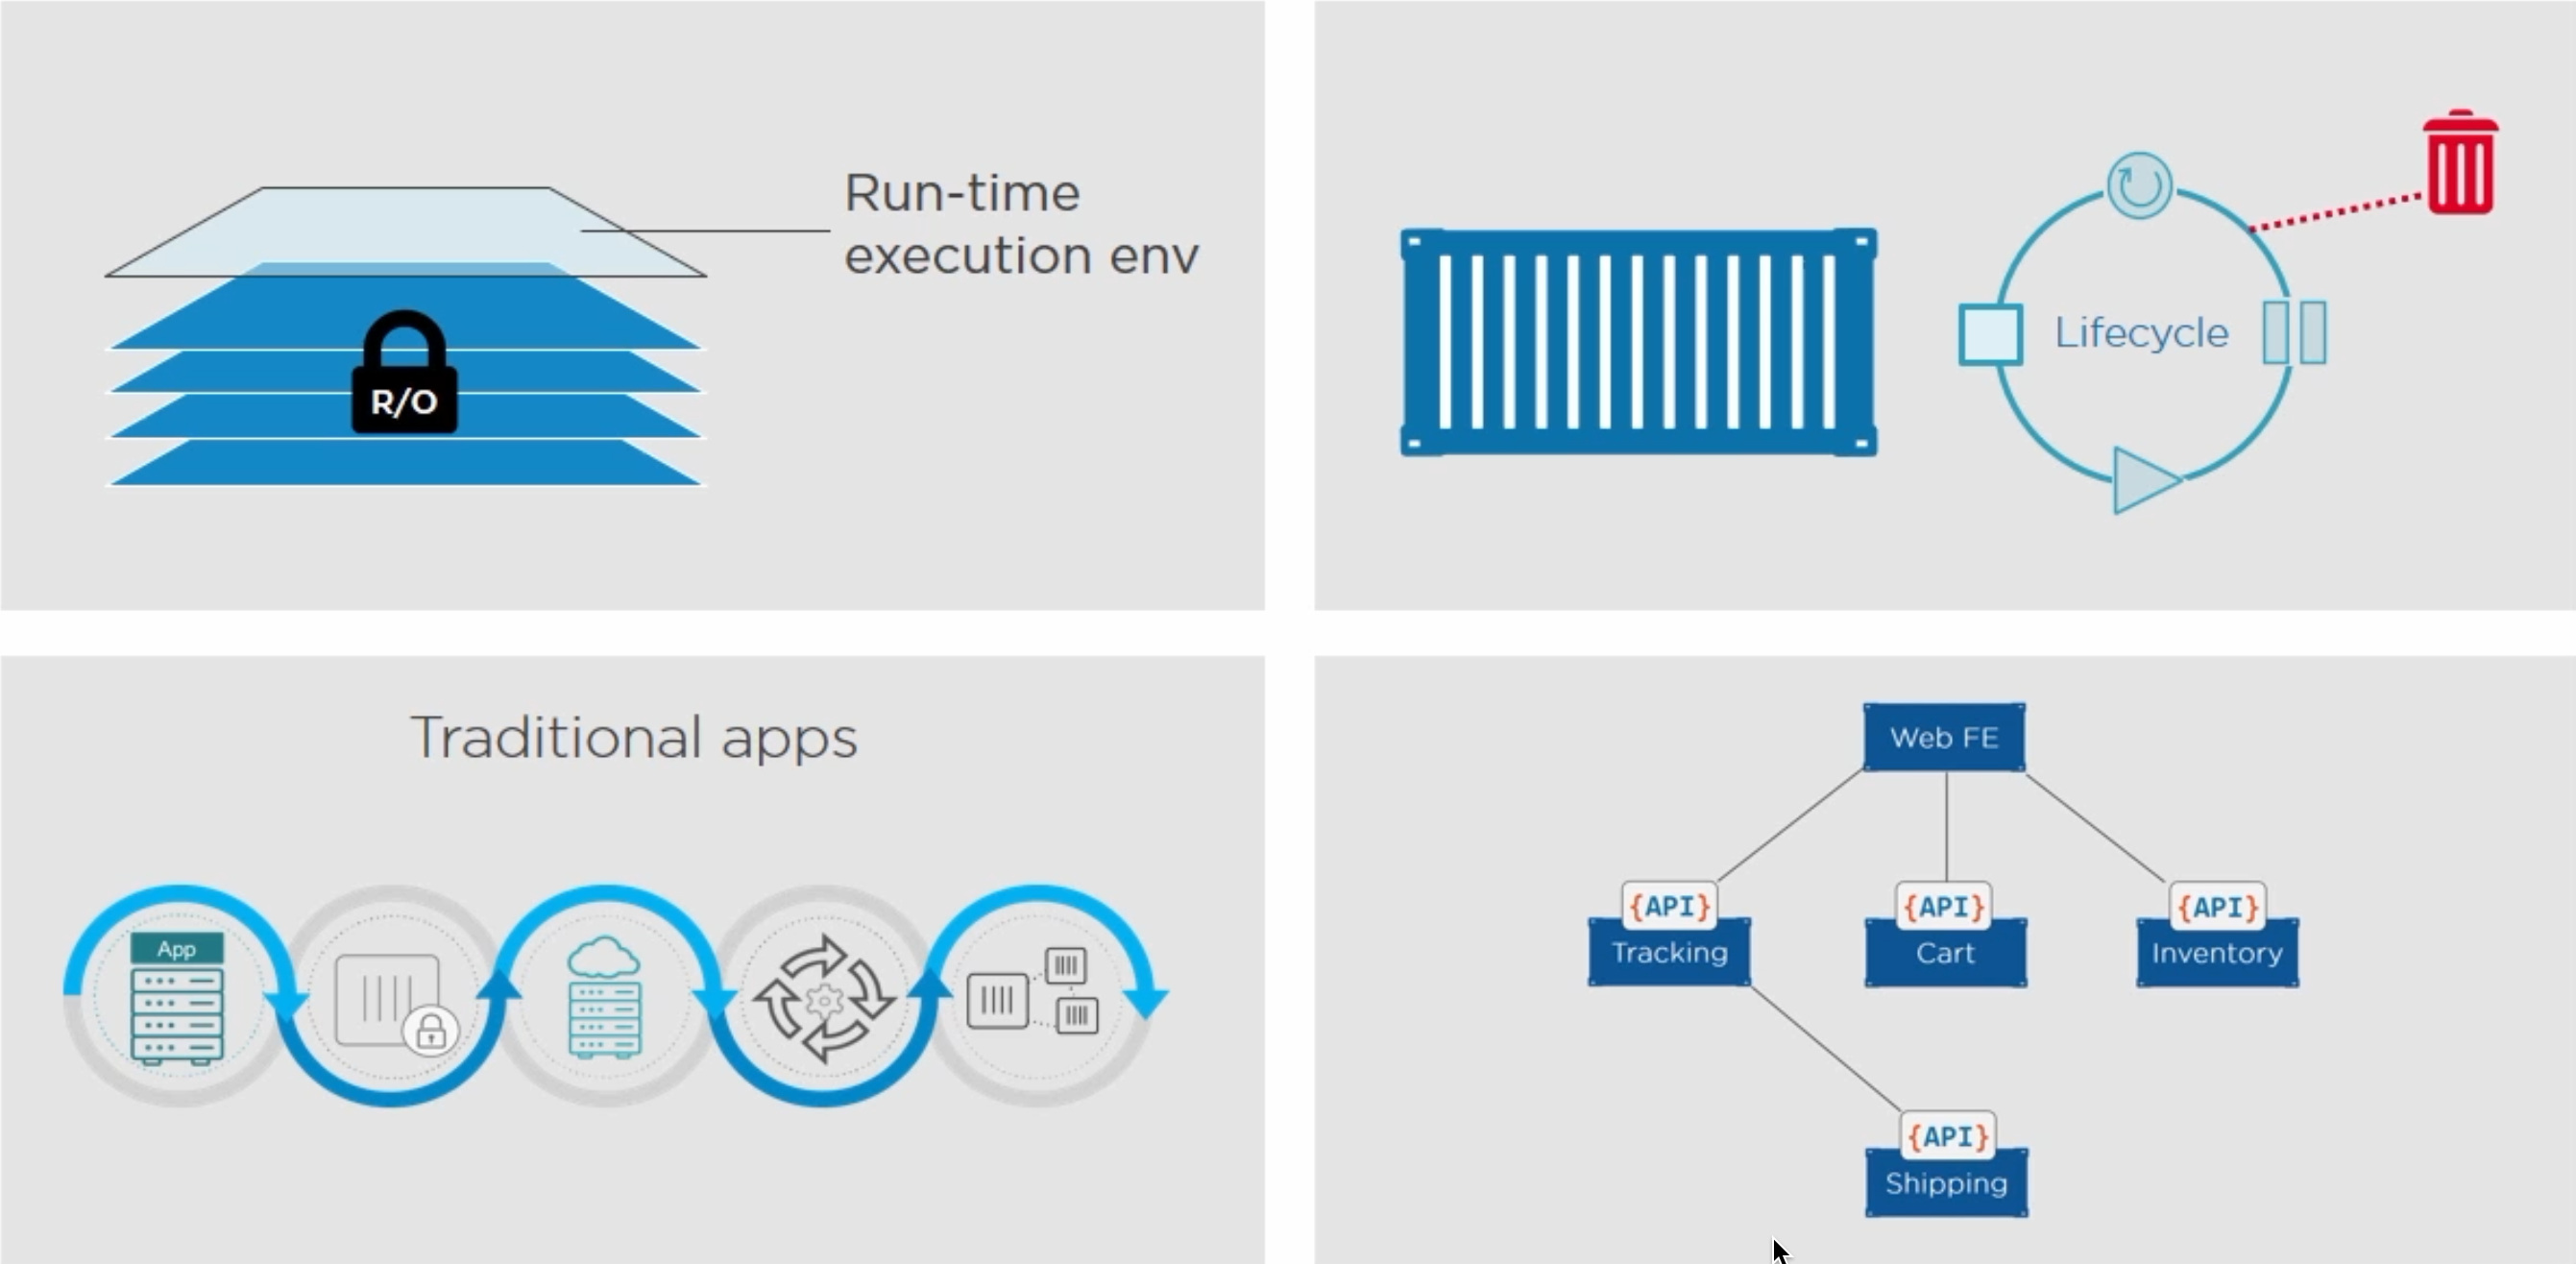 Run-time
execution env
R/O
Lifecycle
Traditional apps
App
Web FE
{API}
Tracking
{API}
Cart
{API}
Inventory
{API}
Shipping